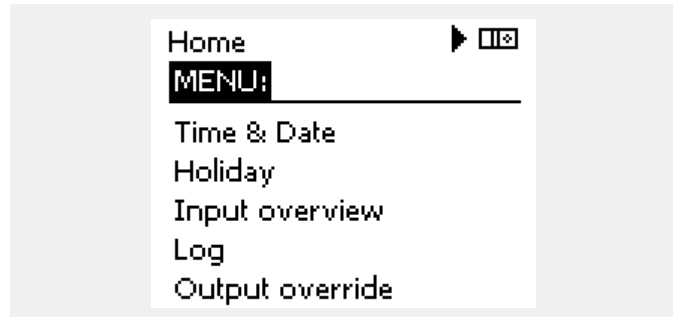 Home
MENU:
Time & Date
Holiday
Input overview
Log
Output override